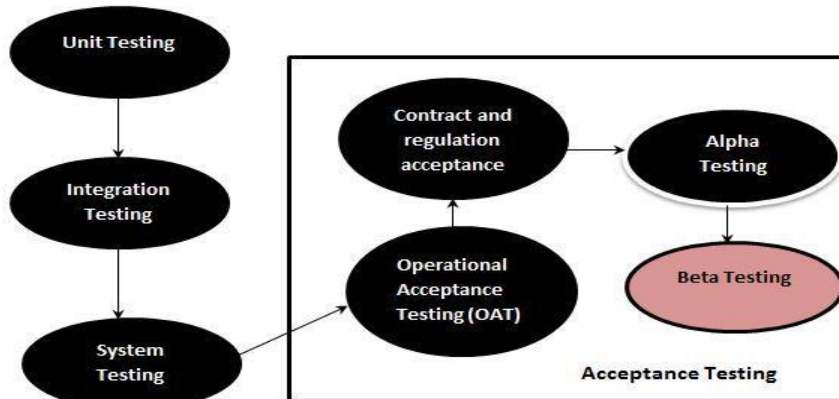 Unit Testing
Integration
Testing
System
Testing
Operational
Acceptance
Testing (OAT)
Contract and
regulation
acceptance
Alpha
Testing
Beta Testing
Acceptance Testing